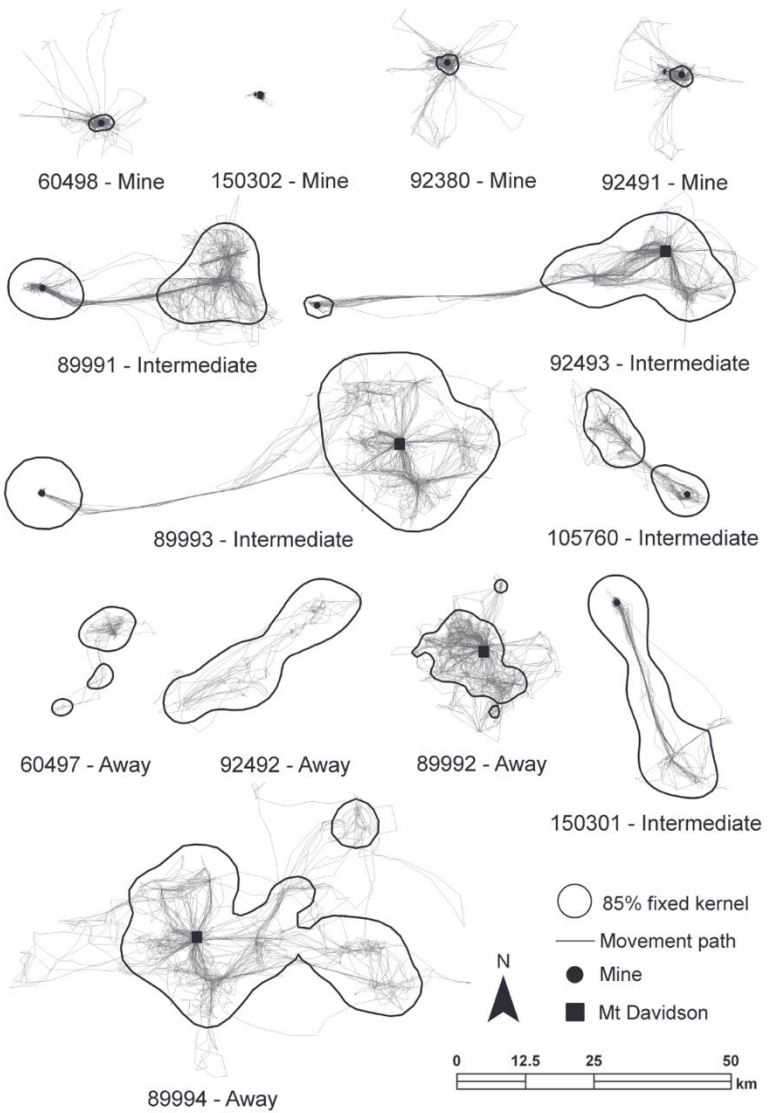 60498 - Mine
150302 - Mine
92380 - Mine
92491 - Mine
89991 - Intermediate
92493 - Intermediate
89993 - Intermediate
105760 - Intermediate
60497 - Away
92492 - Away
89992 - Away
150301 - Intermediate
85% fixed kernel
Movement path
N
Mine
Mt Davidson
0 12.5 25 50
km
89994 - Away